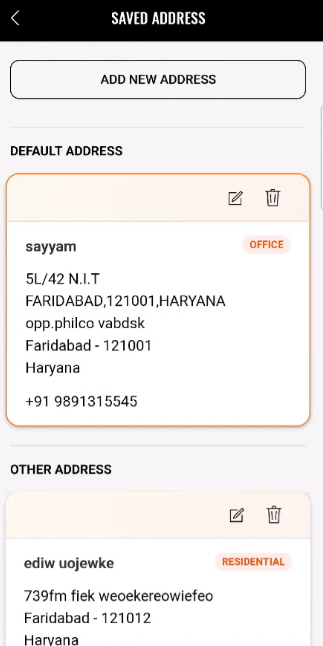 SAVED ADDRESS
ADD NEW ADDRESS
DEFAULT ADDRESS
sayyam
OFFICE
5L/42 N.I.T
FARIDABAD,121001,HARYANA
opp.philco vabdsk
Faridabad - 121001
Haryana
+91 9891315545
OTHER ADDRESS
ediw uojewke
RESIDENTIAL
739fm fiek weoekereowiefeo
Faridabad - 121012
Haryana